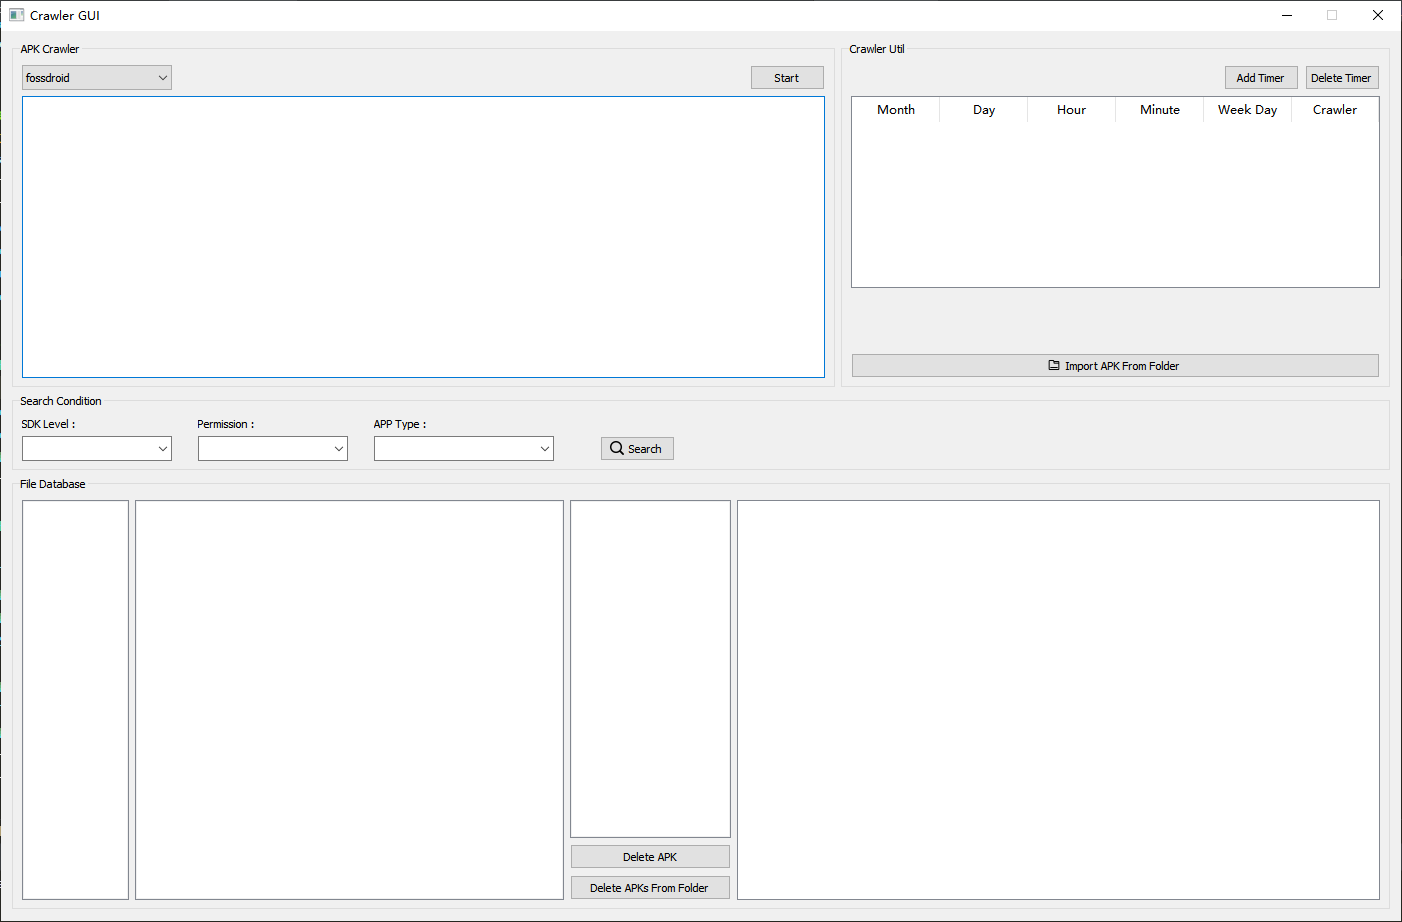 Crawler GUI
APK Crawler
fossdroid
Start
Crawler Util
Add Timer Delete Timer
Month Day Hour Minute Week Day Crawler
Import APK From Folder
Search Condition
SDK Level : Permission : APP Type :
Search
File Database
Delete APK
Delete APKs From Folder